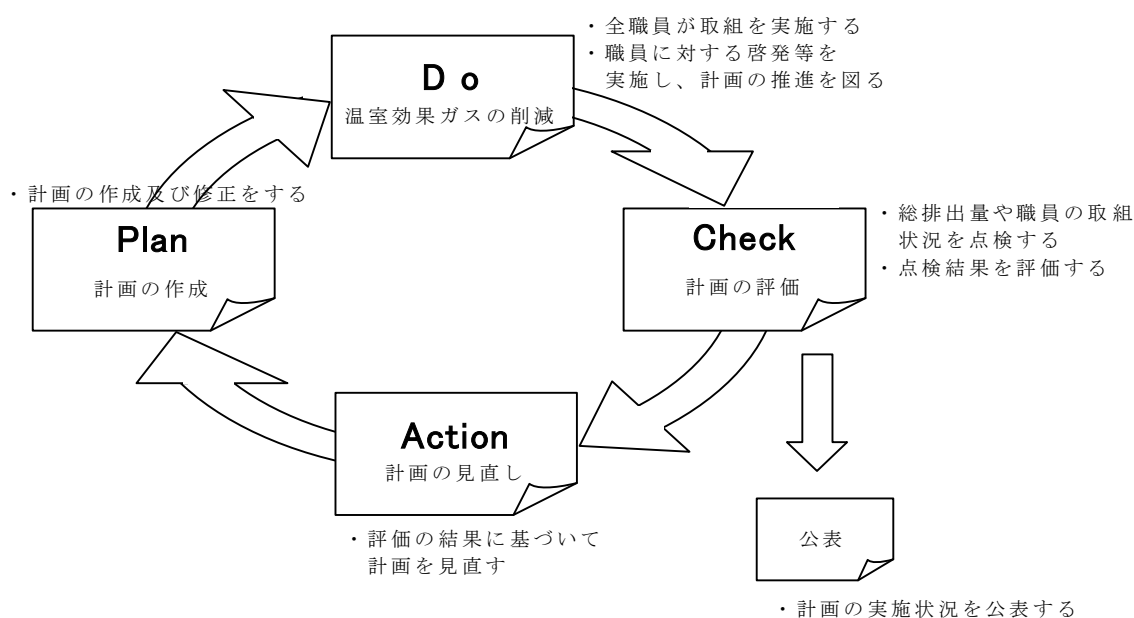 ・全職員が取組を実施する
・職員に対する啓発等を
実施し、計画の推進を図る
Do
温室効果ガスの削減
・計画の作成及び修正をする
Plan
計画の作成
Check
計画の評価
・総排出量や職員の取組
状況を点検する
・点検結果を評価する
Action
計画の見直し
・評価の結果に基づいて
計画を見直す
公表
・計画の実施状況を公表する